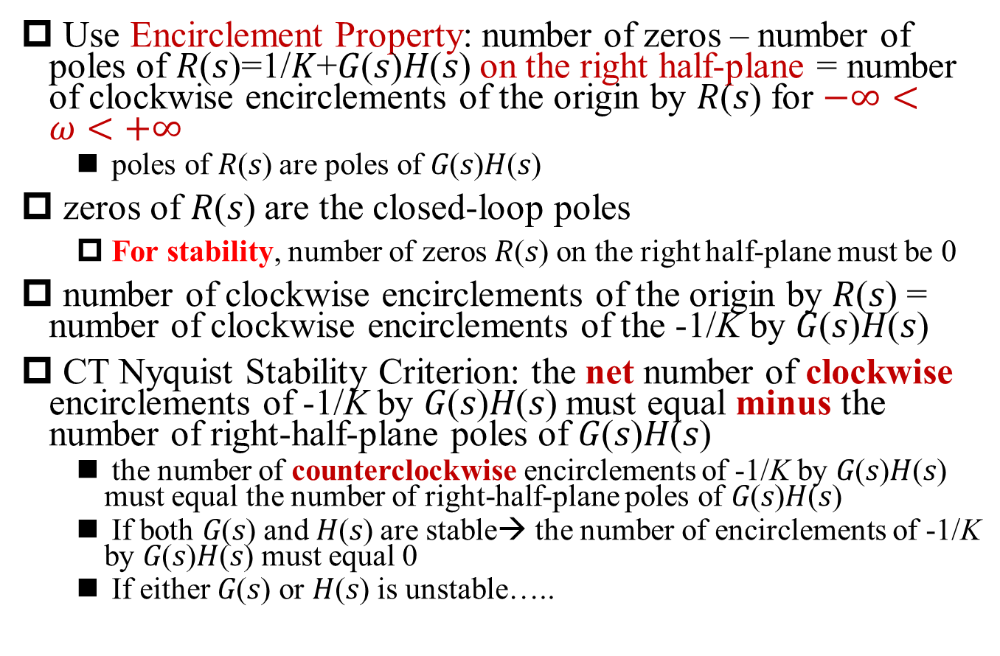 Use Encirclement Property: number of zeros – number of
poles of R(s)=1/K+G(s)H(s) on the right half-plane = number
of clockwise encirclements of the origin by R(s) for −∞ <
ω < +∞
poles of R(s) are poles of G(s)H(s)
zeros of R(s) are the closed-loop poles
For stability, number of zeros R(s) on the right half-plane must be 0
number of clockwise encirclements of the origin by R(s) =
number of clockwise encirclements of the -1/K by G(s)H(s)
CT Nyquist Stability Criterion: the net number of clockwise
encirclements of -1/K by G(s)H(s) must equal minus the
number of right-half-plane poles of G(s)H(s)
the number of counterclockwise encirclements of -1/K by G(s)H(s)
must equal the number of right-half-plane poles of G(s)H(s)
If both G(s) and H(s) are stable→ the number of encirclements of -1/K
by G(s)H(s) must equal 0
If either G(s) or H(s) is unstable…..